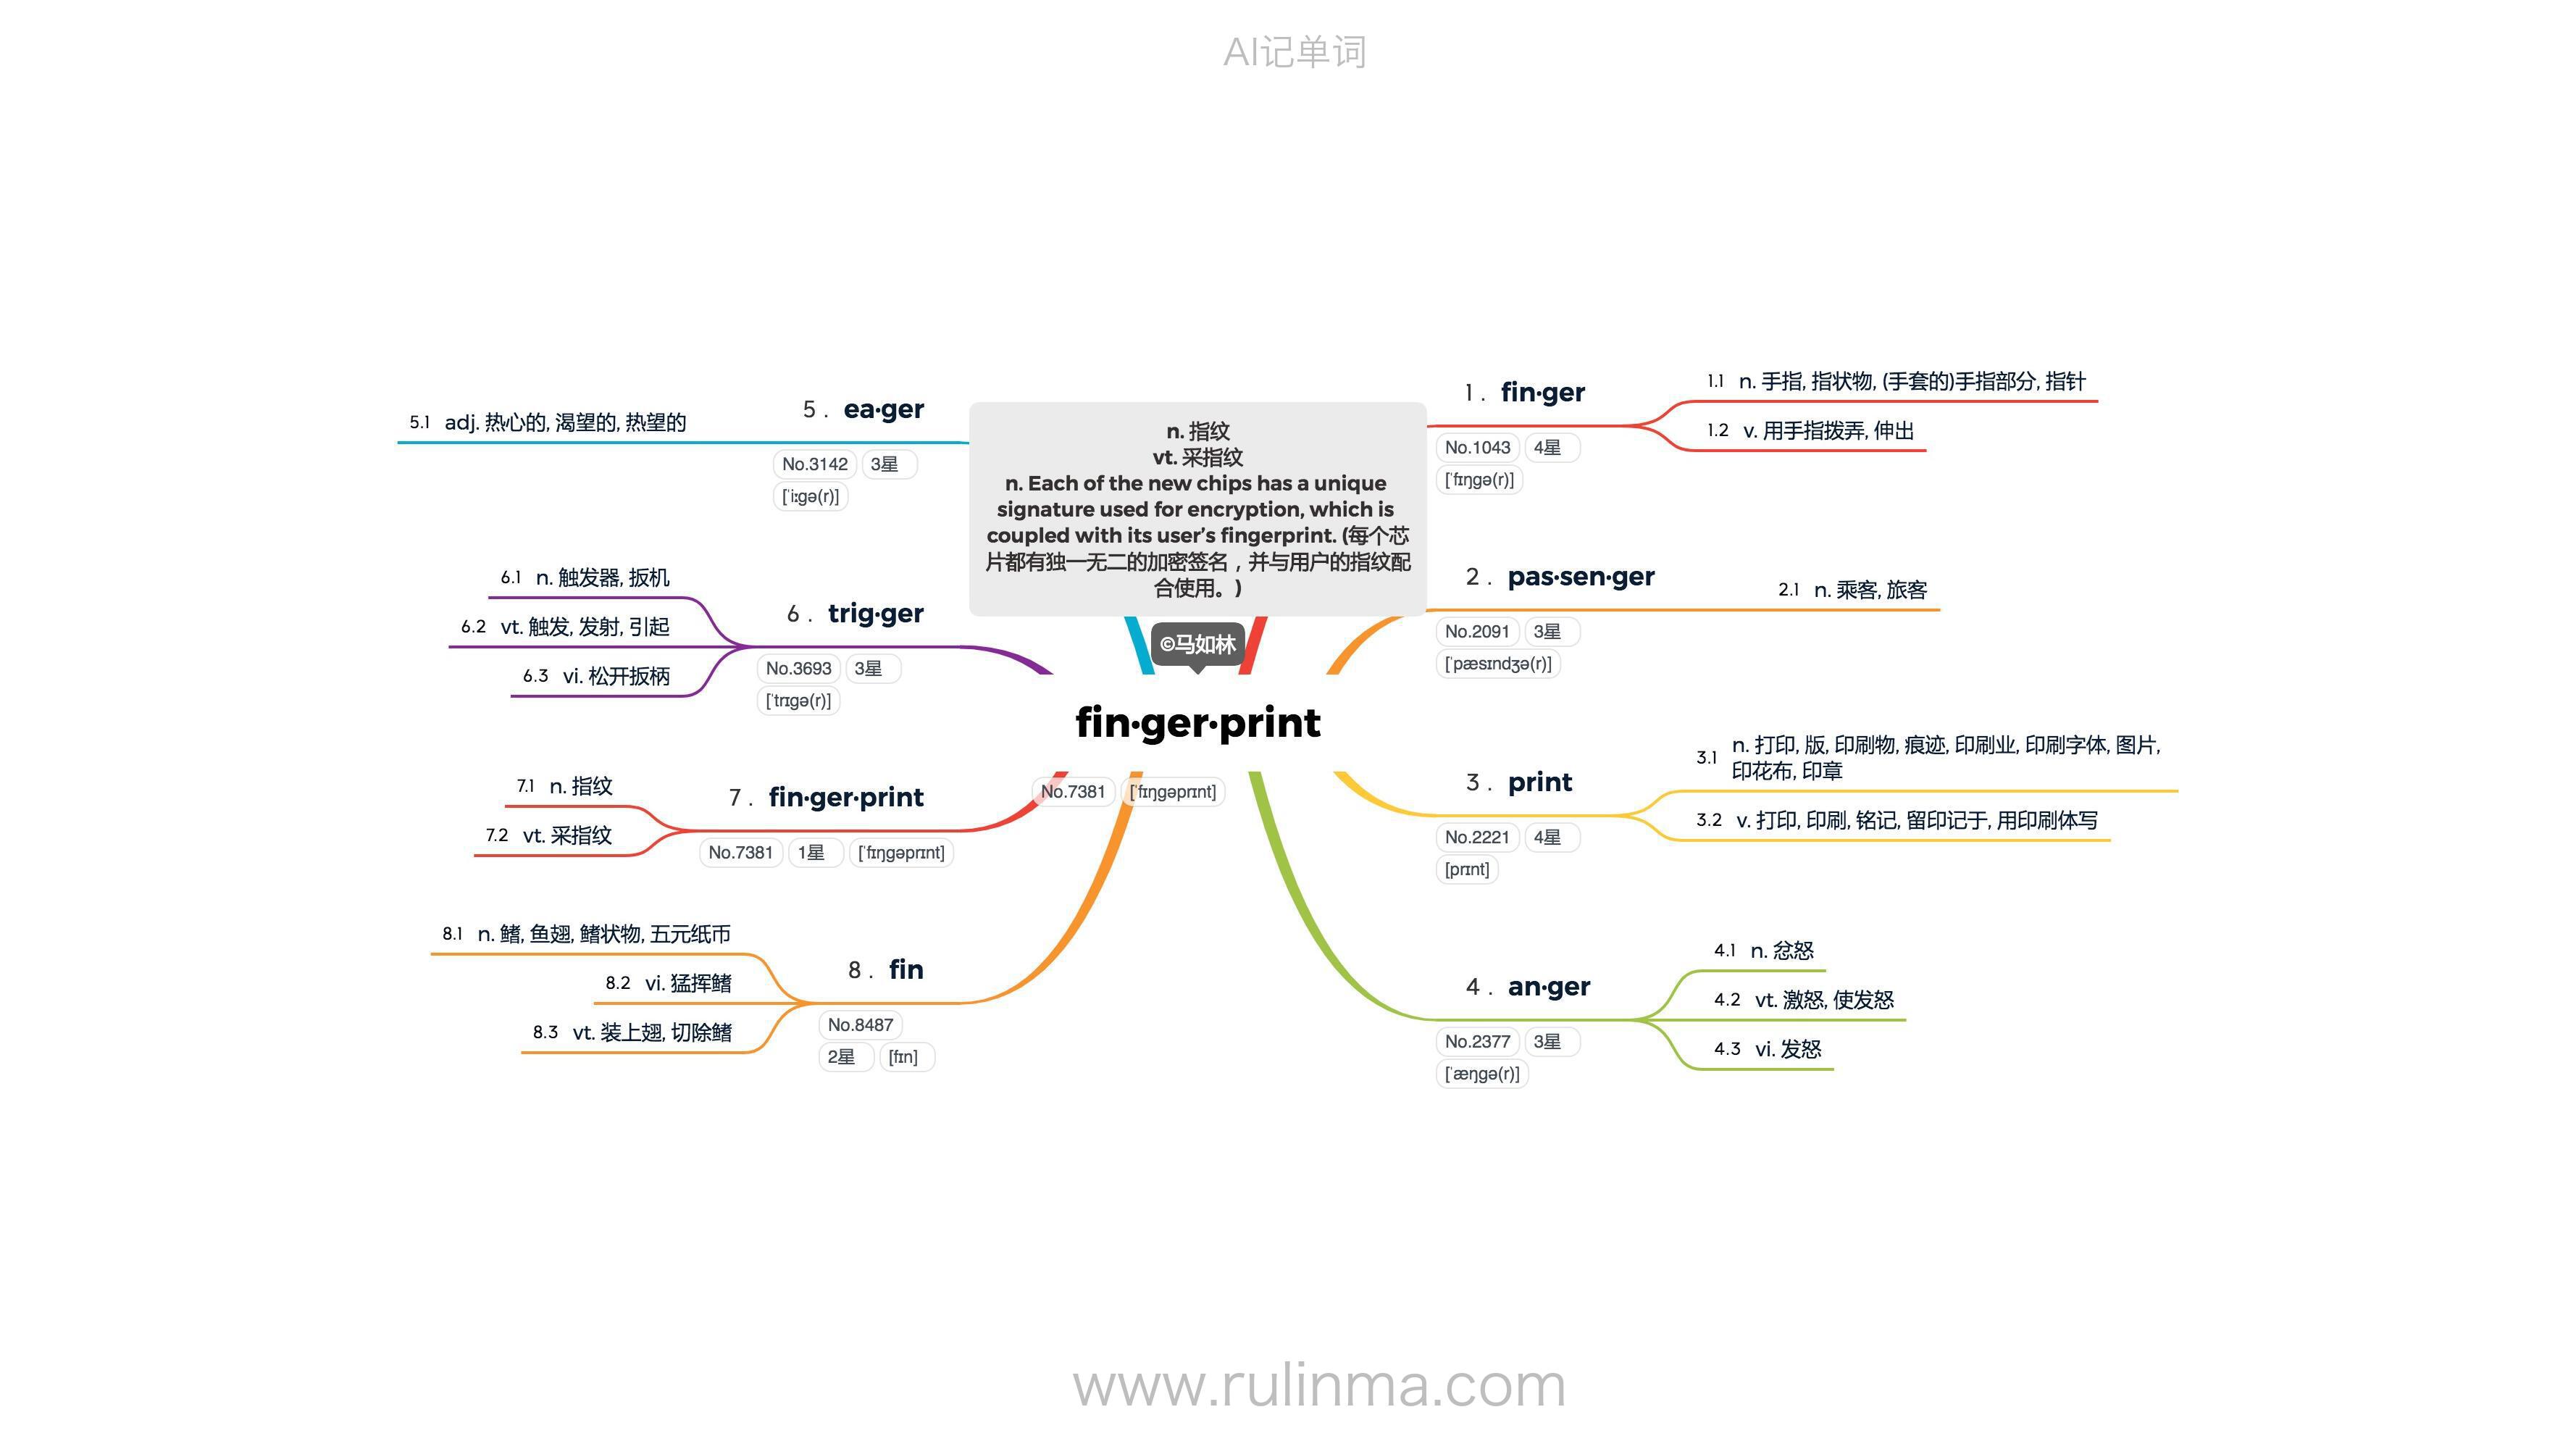 AI记单词
n. 指纹
vt. 采指纹
n. Each of the new chips has a unique
signature used for encryption, which is
coupled with its user’s fingerprint. (每个芯
片都有独一无二的加密签名，并与用户的指纹配
合使用。)
©马如林
fin·ger·print
No.7381 [ˈfɪŋɡəprɪnt]
1 . fin·ger
No.1043 4星
[ˈfɪŋɡə(r)]
1.1 n. 手指, 指状物, (手套的)手指部分, 指针
1.2 v. 用手指拨弄, 伸出
2 . pas·sen·ger
No.2091 3星
[ˈpæsɪndʒə(r)]
2.1 n. 乘客, 旅客
3 . print
No.2221 4星
[prɪnt]
3.1 n. 打印, 版, 印刷物, 痕迹, 印刷业, 印刷字体, 图片,
印花布, 印章
3.2 v. 打印, 印刷, 铭记, 留印记于, 用印刷体写
4 . an·ger
No.2377 3星
[ˈæŋɡə(r)]
4.1 n. 忿怒
4.2 vt. 激怒, 使发怒
4.3 vi. 发怒
5 . ea·ger
No.3142 3星
[ˈiːɡə(r)]
5.1 adj. 热心的, 渴望的, 热望的
6 . trig·ger
No.3693 3星
[ˈtrɪɡə(r)]
6.1 n. 触发器, 扳机
6.2 vt. 触发, 发射, 引起
6.3 vi. 松开扳柄
7 . fin·ger·print
No.7381 1星 [ˈfɪŋɡəprɪnt]
7.1 n. 指纹
7.2 vt. 采指纹
8 . fin
No.8487
2星 [fɪn]
8.1 n. 鳍, 鱼翅, 鳍状物, 五元纸币
8.2 vi. 猛挥鳍
8.3 vt. 装上翅, 切除鳍
www.rulinma.com